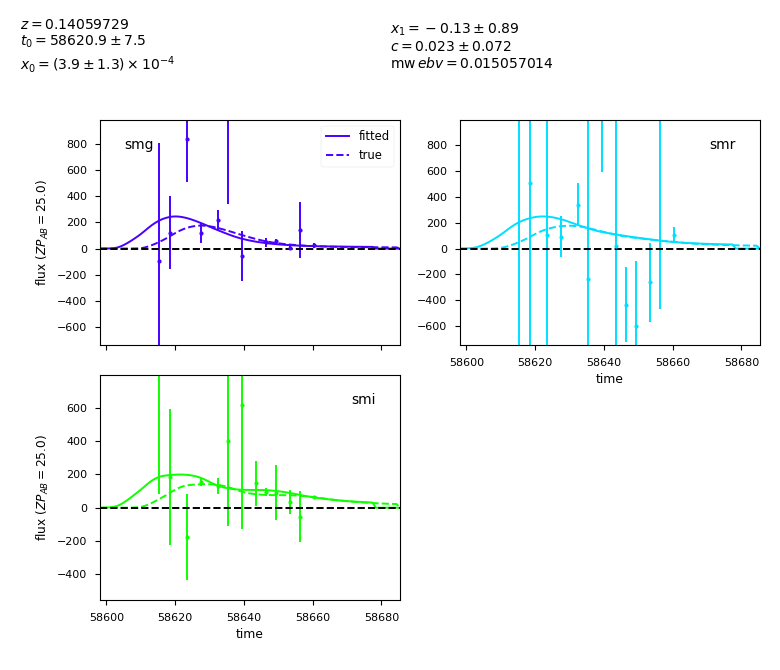 z = 0.14059729
t₀ = 58620.9 ± 7.5
x₀ = (3.9 ± 1.3) × 10⁻⁴
x₁ = −0.13 ± 0.89
c = 0.023 ± 0.072
mw ebv = 0.015057014
smg
fitted
true
800
600
400
200
0
−200
−400
−600
flux (ZP_AB = 25.0)
smr
800
600
400
200
0
−200
−400
−600
58600 58620 58640 58660 58680
time
smi
600
400
200
0
−200
−400
flux (ZP_AB = 25.0)
58600 58620 58640 58660 58680
time